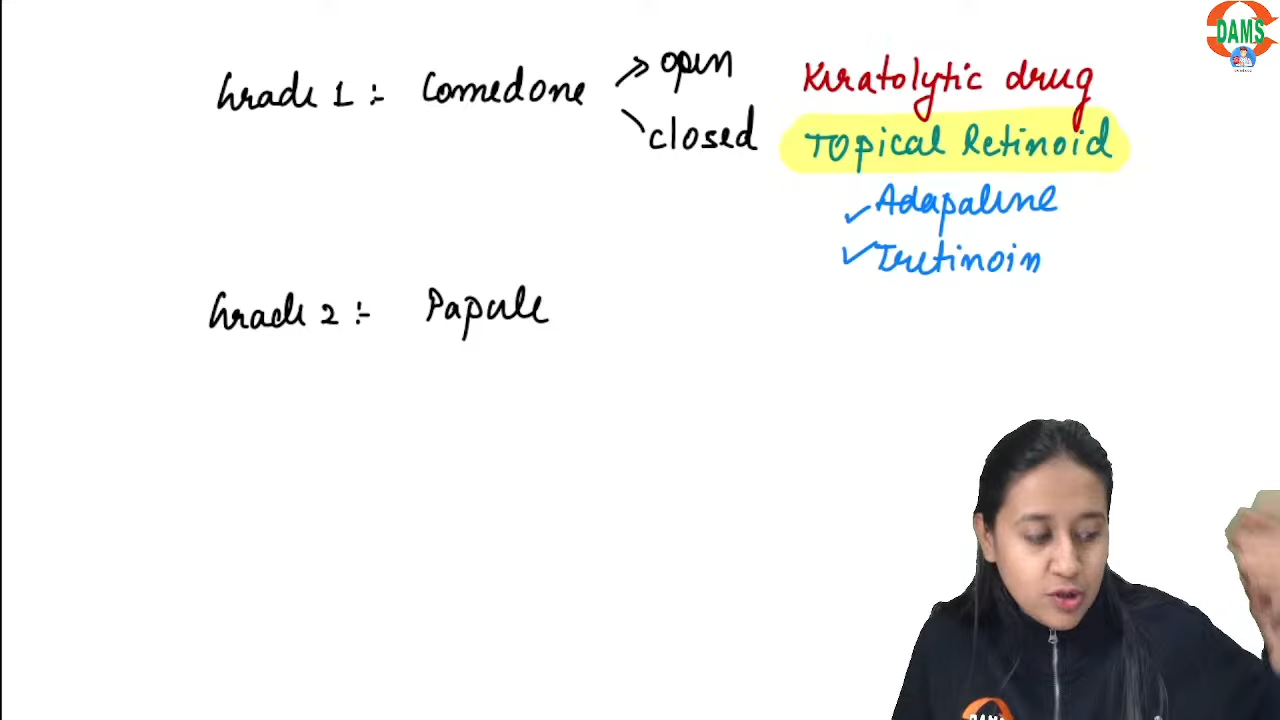 Grade 1 :- Comedone → open
closed
Keratolytic drug
Topical Retinoid
✓ Adapalene
✓ Tretinoin
Grade 2 :- Papule
DAMS